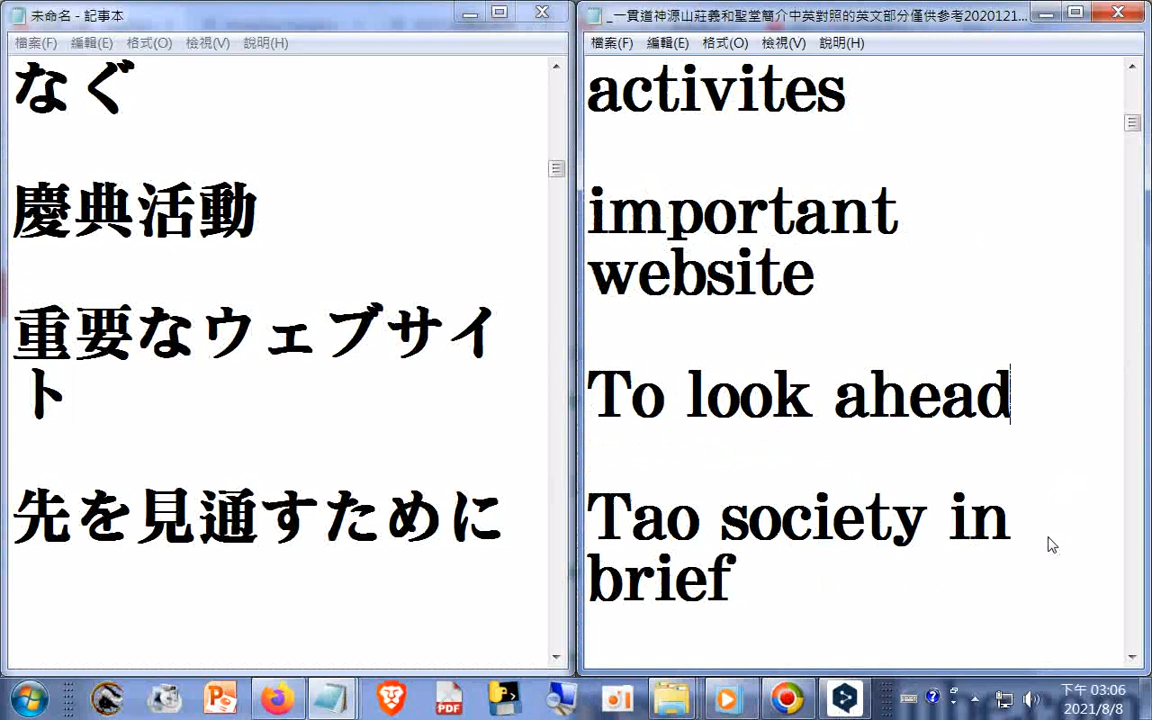 未命名 - 記事本
檔案(F) 編輯(E) 格式(O) 檢視(V) 說明(H)
なぐ
慶典活動
重要なウェブサイ
ト
先を見通すために
_一貫道神源山莊義和聖堂簡介中英對照的英文部分僅供參考2020121...
檔案(F) 編輯(E) 格式(O) 檢視(V) 說明(H)
activites
important
website
To look ahead
Tao society in
brief
PDF
下午 03:06
2021/8/8